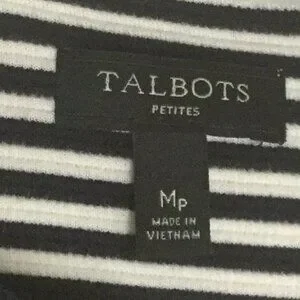 TALBOTS
PETITES
Mp
MADE IN
VIETNAM